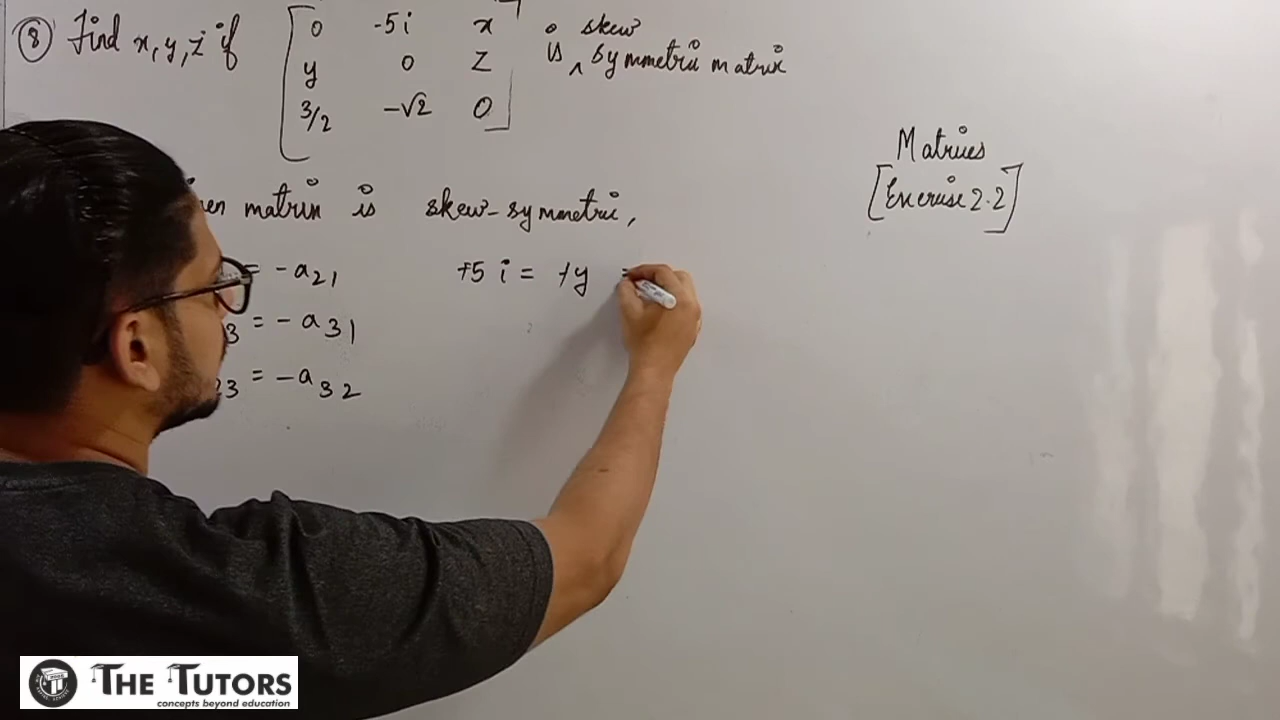 ⑧ Find x, y, z if [ 0 -5i x is skew
y 0 z ∧ symmetric matrix
3/2 -√2 0 ]
Matrices
[Exercise 2.2]
matrix is skew-symmetric,
= -a21 +5 i = +y =
3 = -a31
23 = -a32
THE TUTORS
concepts beyond education